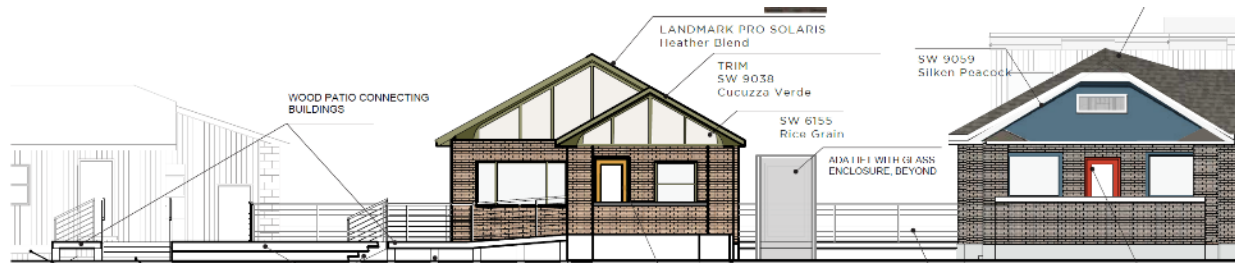 LANDMARK PRO SOLARIS
Heather Blend
SW 9059
Silken Peacock
TRIM
SW 9038
Cucuzza Verde
WOOD PATIO CONNECTING
BUILDINGS
SW 6155
Rice Grain
ADA LIFT WITH GLASS
ENCLOSURE, BEYOND